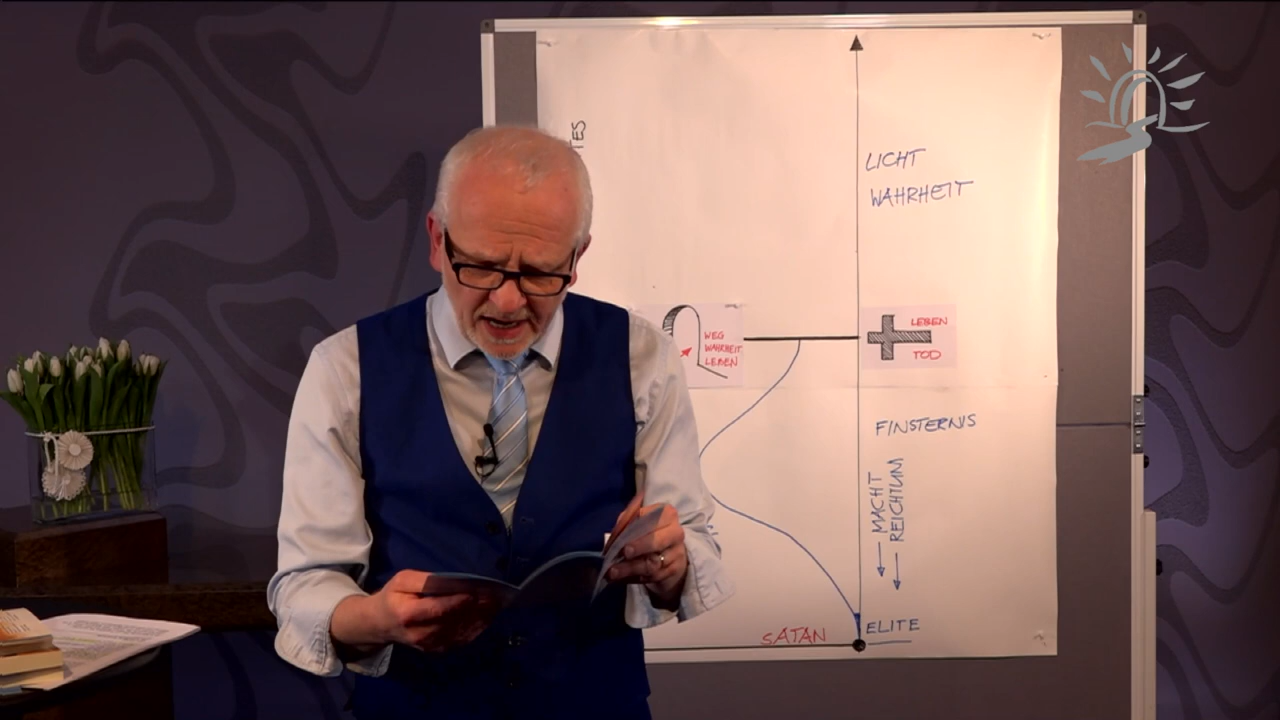 LICHT
WAHRHEIT
WEG
WAHRHEIT
LEBEN
LEBEN
TOD
FINSTERNIS
MACHT
REICHTUM
SATAN
ELITE